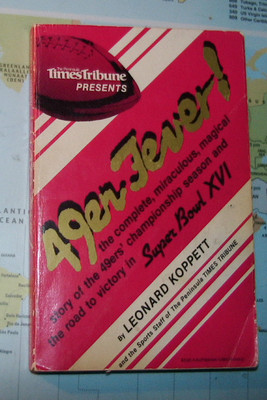 The Peninsula
Times Tribune
PRESENTS
49er Fever!
the complete, miraculous, magical
story of the 49ers' championship season and
the road to victory in Super Bowl XVI
by LEONARD KOPPETT
and the Sports Staff of The Peninsula TIMES TRIBUNE
GREENLAND
OCEAN